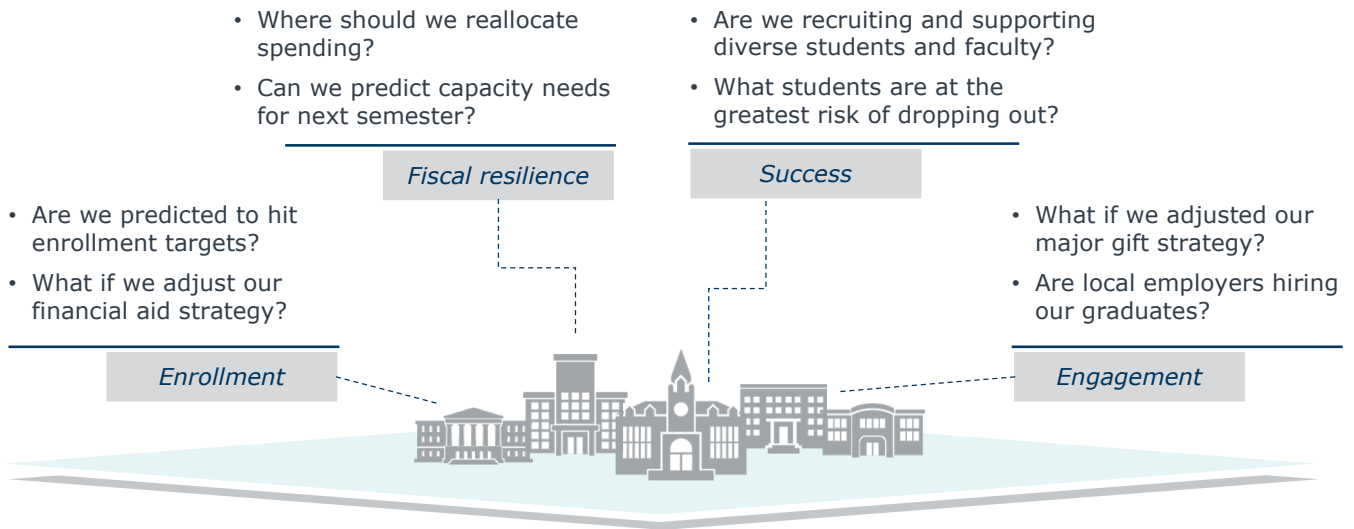 • Where should we reallocate
spending?
• Can we predict capacity needs
for next semester?
Fiscal resilience
• Are we recruiting and supporting
diverse students and faculty?
• What students are at the
greatest risk of dropping out?
Success
• Are we predicted to hit
enrollment targets?
• What if we adjust our
financial aid strategy?
Enrollment
• What if we adjusted our
major gift strategy?
• Are local employers hiring
our graduates?
Engagement